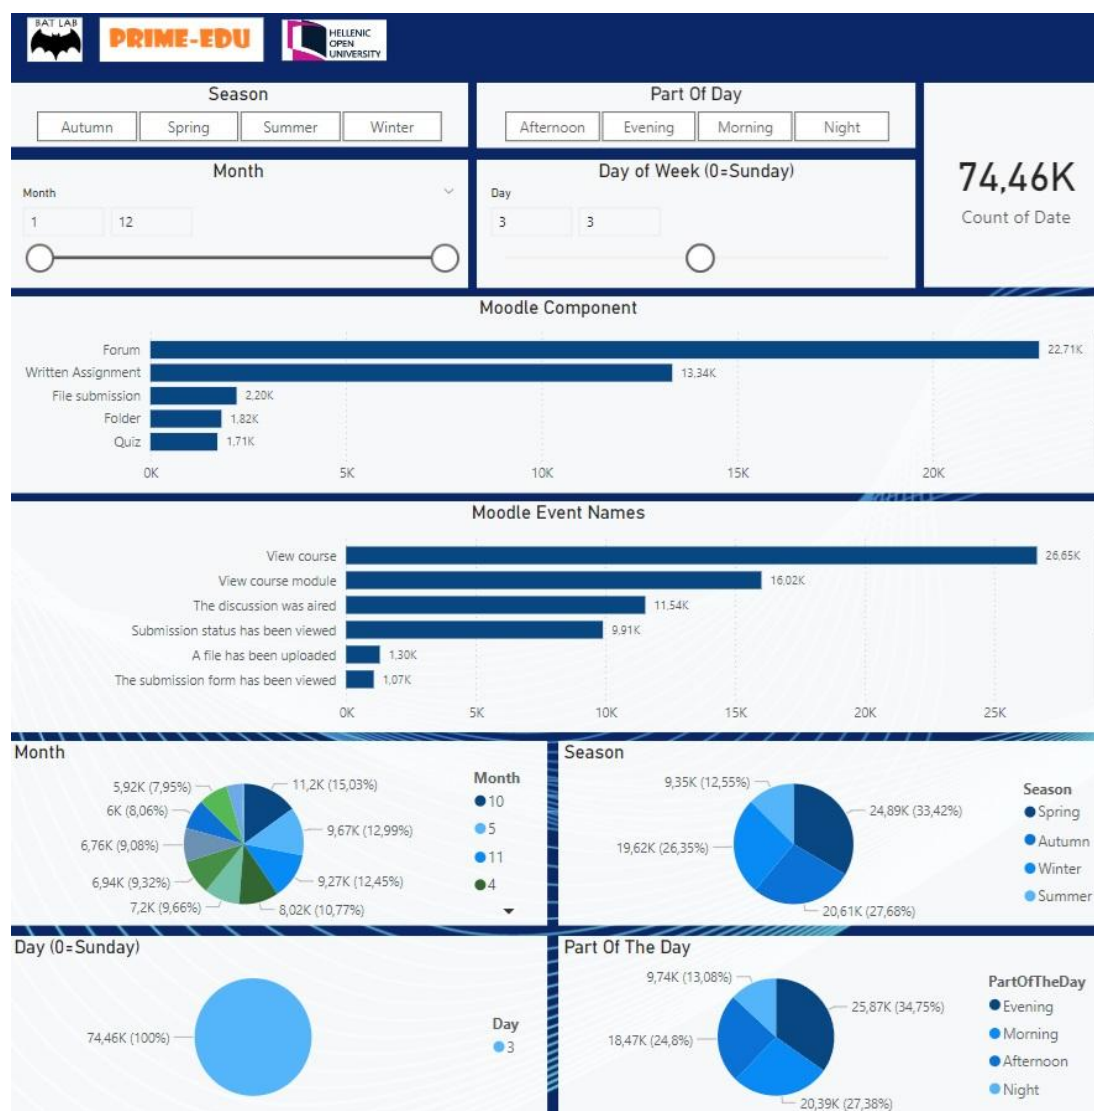 BAT LAB
PRIME-EDU
HELLENIC
OPEN
UNIVERSITY
Season
Autumn Spring Summer Winter
Part Of Day
Afternoon Evening Morning Night
74,46K
Count of Date
Month
Month
1 12
Day of Week (0=Sunday)
Day
3 3
Moodle Component
Forum 22,71K
Written Assignment 13,34K
File submission 2,20K
Folder 1,82K
Quiz 1,71K
0K 5K 10K 15K 20K
Moodle Event Names
View course 26,65K
View course module 16,02K
The discussion was aired 11,54K
Submission status has been viewed 9,91K
A file has been uploaded 1,30K
The submission form has been viewed 1,07K
0K 5K 10K 15K 20K 25K
Month
11,2K (15,03%)
9,67K (12,99%)
9,27K (12,45%)
8,02K (10,77%)
7,2K (9,66%)
6,94K (9,32%)
6,76K (9,08%)
6K (8,06%)
5,92K (7,95%)
Month
10
5
11
4
Season
24,89K (33,42%)
20,61K (27,68%)
19,62K (26,35%)
9,35K (12,55%)
Season
Spring
Autumn
Winter
Summer
Day (0=Sunday)
74,46K (100%)
Day
3
Part Of The Day
25,87K (34,75%)
20,39K (27,38%)
18,47K (24,8%)
9,74K (13,08%)
PartOfTheDay
Evening
Morning
Afternoon
Night